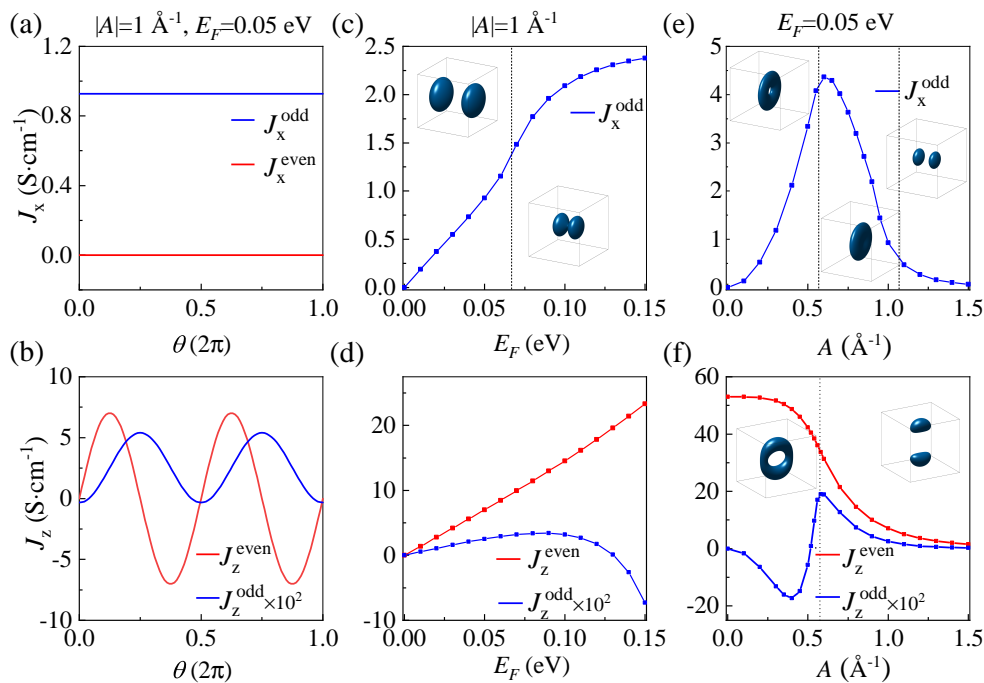 (a) |A|=1 Å⁻¹, E_F=0.05 eV
1.2
0.8
0.4
0.0
J_x (S·cm⁻¹)
J_x^odd
J_x^even
0.0 0.5 1.0
θ (2π)
(b)
10
5
0
-5
-10
J_z (S·cm⁻¹)
J_z^even
J_z^odd×10²
0.0 0.5 1.0
θ (2π)
(c) |A|=1 Å⁻¹
2.5
2.0
1.5
1.0
0.5
0.0
J_x^odd
0.00 0.05 0.10 0.15
E_F (eV)
(d)
20
10
0
-10
J_z^even
J_z^odd×10²
0.00 0.05 0.10 0.15
E_F (eV)
(e) E_F=0.05 eV
5
4
3
2
1
0
J_x^odd
0.0 0.5 1.0 1.5
A (Å⁻¹)
(f)
60
40
20
0
-20
J_z^even
J_z^odd×10²
0.0 0.5 1.0 1.5
A (Å⁻¹)